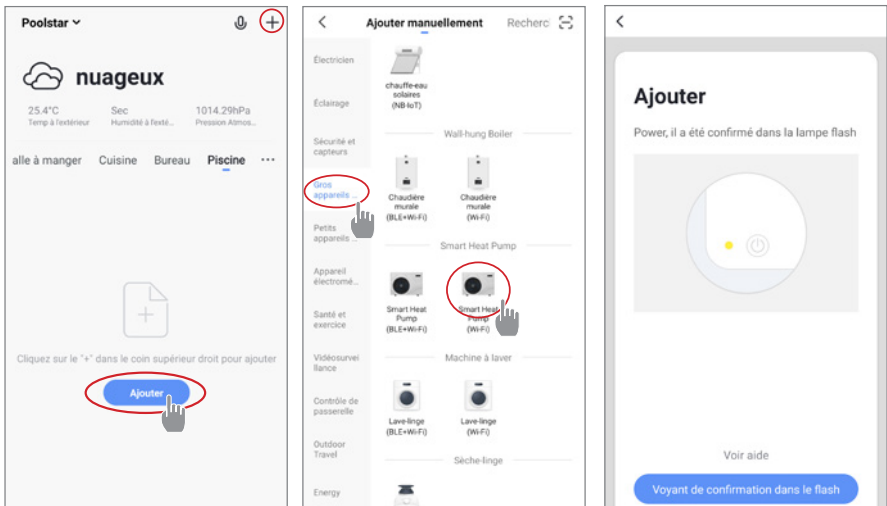 Poolstar
nuageux
25.4°C Sec 1014.29hPa
Temp à l'extérieur Humidité à l'exté... Pression Atmos...
alle à manger Cuisine Bureau Piscine ...
Cliquez sur le "+" dans le coin supérieur droit pour ajouter
Ajouter
Ajouter manuellement Recherc
Électricien
Éclairage
Sécurité et
capteurs
Gros
appareils ...
Petits
appareils ...
Appareil
électromé...
Santé et
exercice
Vidéosurvei
llance
Contrôle de
passerelle
Outdoor
Travel
Energy
chauffe-eau
solaires
(NB-IoT)
Wall-hung Boiler
Chaudière
murale
(BLE+Wi-Fi)
Chaudière
murale
(Wi-Fi)
Smart Heat Pump
Smart Heat
Pump
(BLE+Wi-Fi)
Smart Heat
Pump
(Wi-Fi)
Machine à laver
Lave-linge
(BLE+Wi-Fi)
Lave-linge
(Wi-Fi)
Sèche-linge
Ajouter
Power, il a été confirmé dans la lampe flash
Voir aide
Voyant de confirmation dans le flash